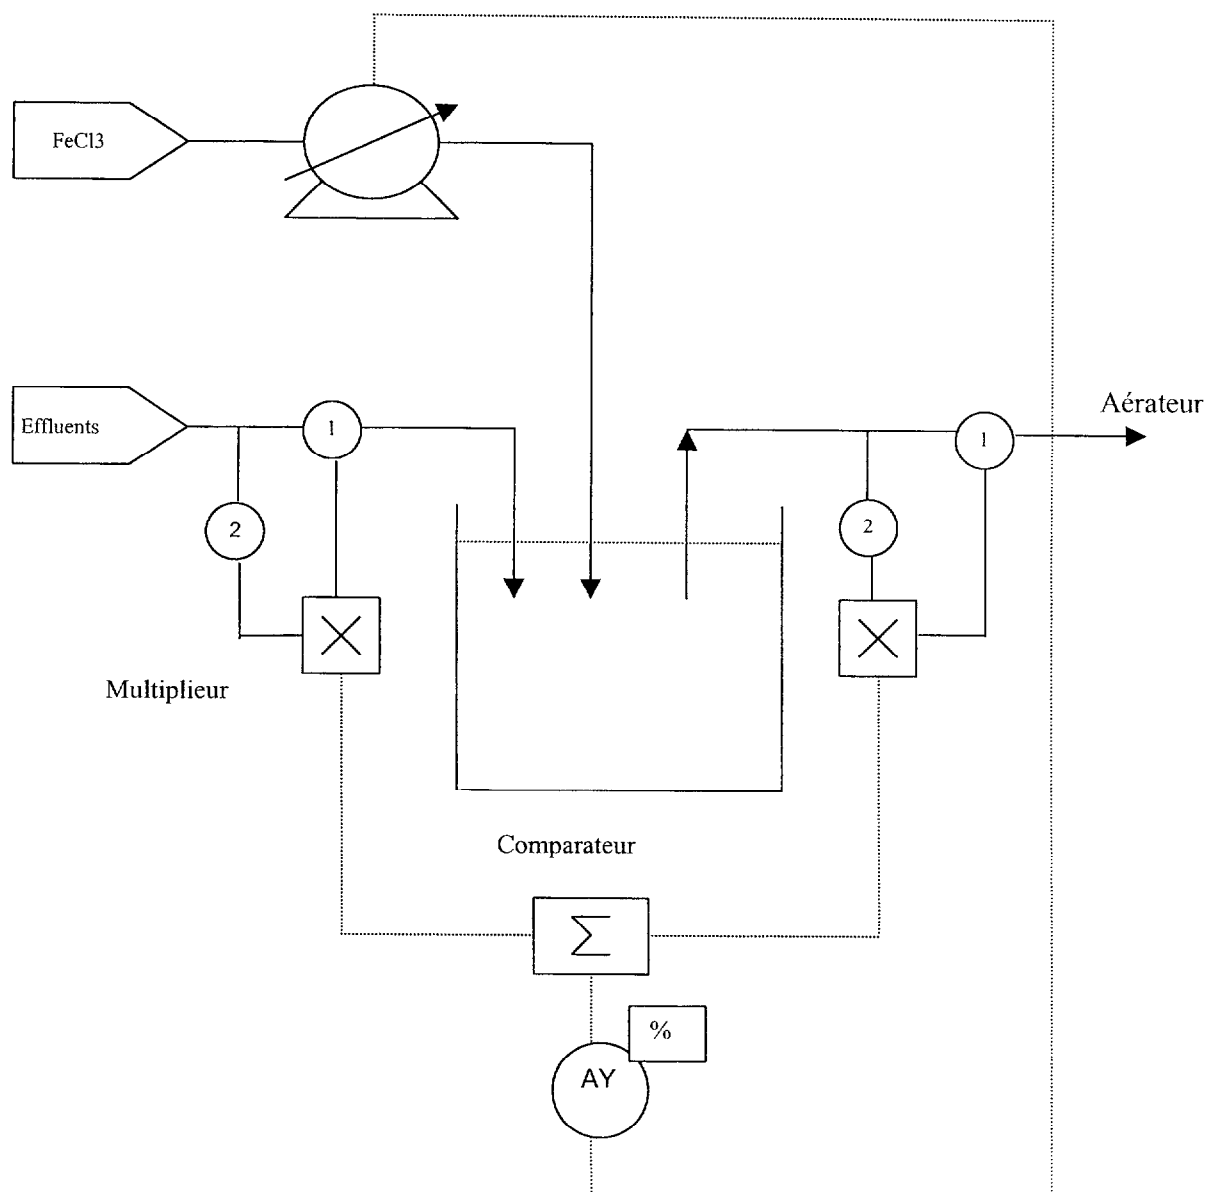 FeCl3
Effluents
1
2
Aérateur
1
2
Multiplieur
Comparateur
Σ
%
AY